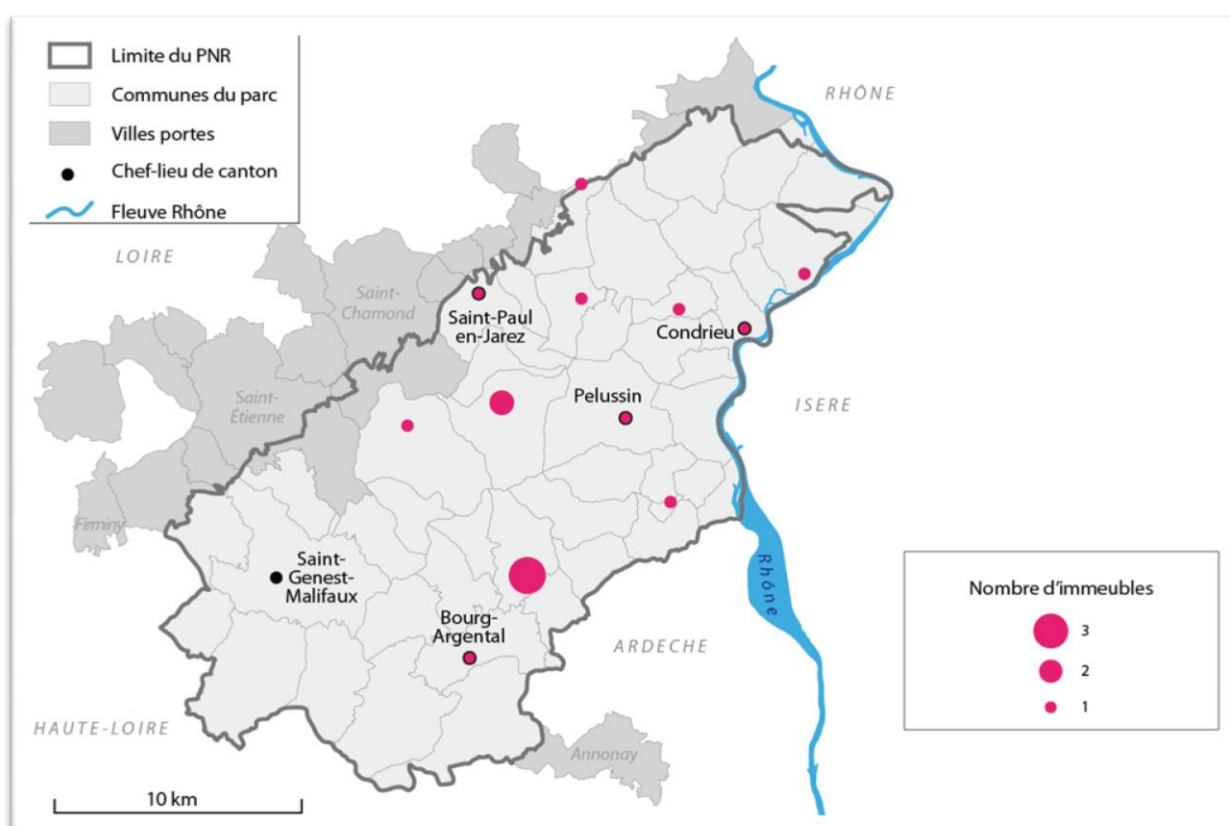 Limite du PNR
Communes du parc
Villes portes
Chef-lieu de canton
Fleuve Rhône
RHÔNE
LOIRE
Saint-
Chamond
Saint-Paul
en-Jarez
Condrieu
Saint-
Étienne
Pelussin
ISERE
Firminy
Saint-
Genest-
Malifaux
Rhône
Bourg-
Argental
ARDECHE
HAUTE-LOIRE
Annonay
10 km
Nombre d'immeubles
3
2
1